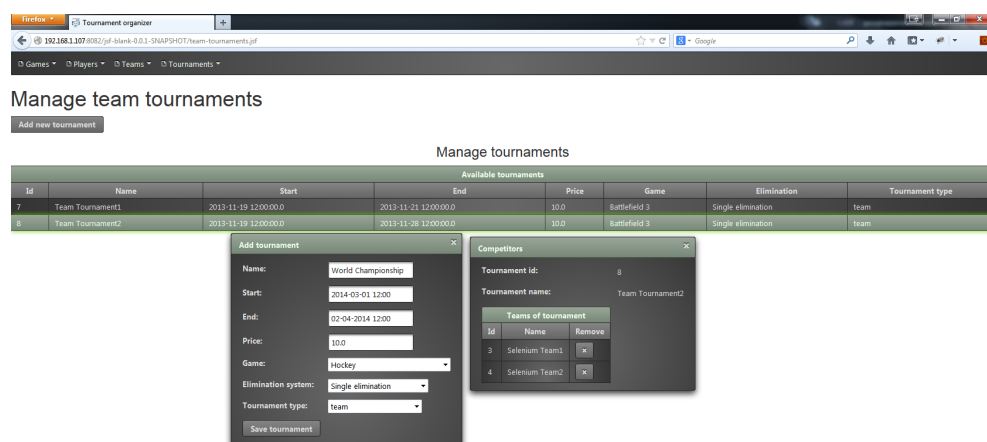 Firefox
Tournament organizer
192.168.1.107:8082/jsf-blank-0.0.1-SNAPSHOT/team-tournaments.jsf
Google
Games Players Teams Tournaments
Manage team tournaments
Add new tournament
Manage tournaments
Available tournaments
Id Name Start End Price Game Elimination Tournament type
7 Team Tournament1 2013-11-19 12:00:00.0 2013-11-21 12:00:00.0 10.0 Battlefield 3 Single elimination team
8 Team Tournament2 2013-11-19 12:00:00.0 2013-11-28 12:00:00.0 10.0 Battlefield 3 Single elimination team
Add tournament
Name: World Championship
Start: 2014-03-01 12:00
End: 02-04-2014 12:00
Price: 10.0
Game: Hockey
Elimination system: Single elimination
Tournament type: team
Save tournament
Competitors
Tournament id: 8
Tournament name: Team Tournament2
Teams of tournament
Id Name Remove
3 Selenium Team1
4 Selenium Team2